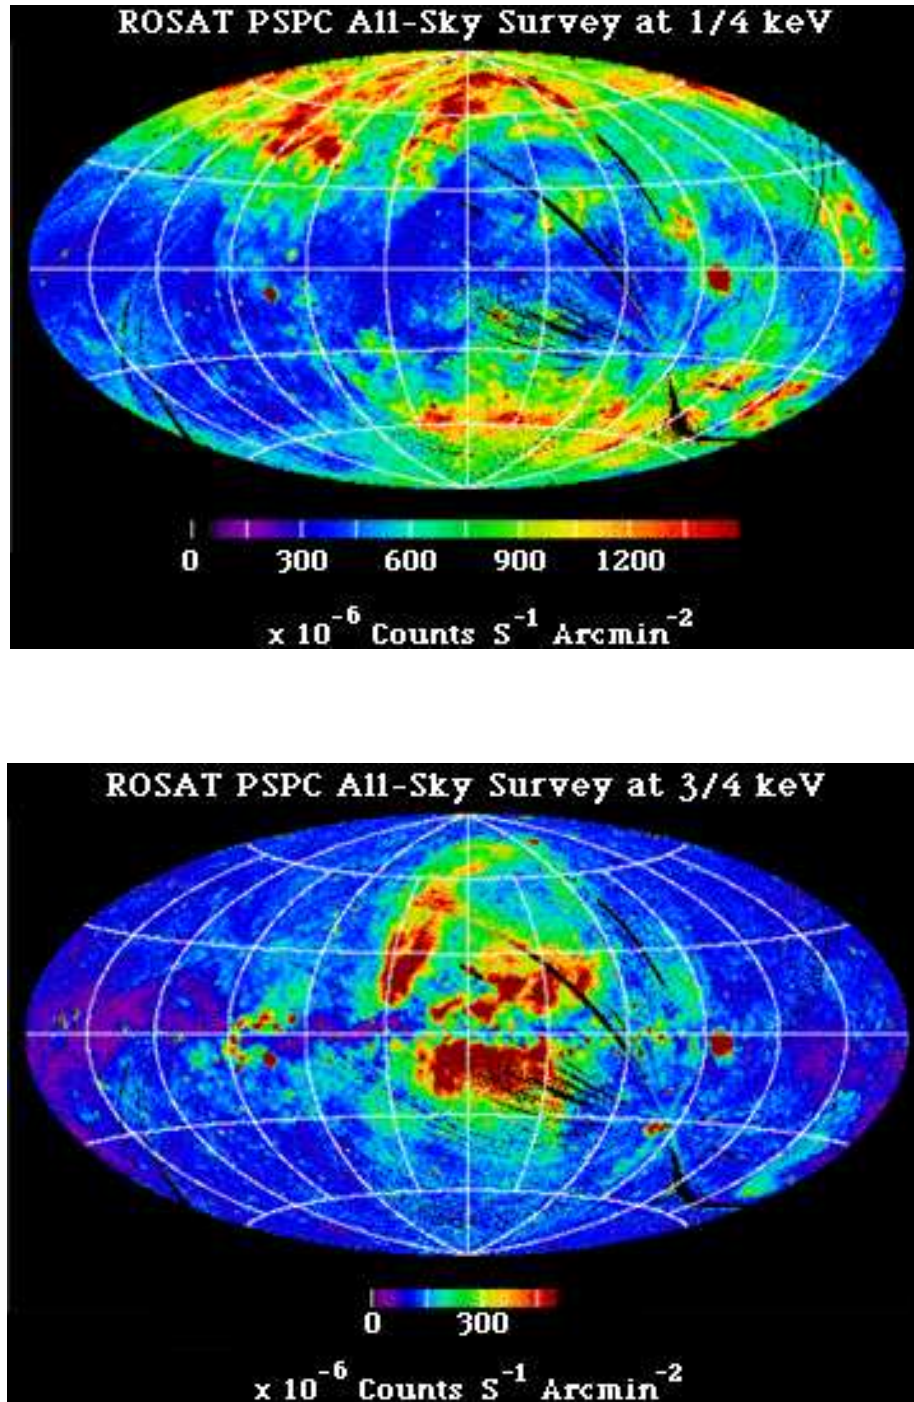 ROSAT PSPC All-Sky Survey at 1/4 keV
0 300 600 900 1200
x 10⁻⁶ Counts S⁻¹ Arcmin⁻²
ROSAT PSPC All-Sky Survey at 3/4 keV
0 300
x 10⁻⁶ Counts S⁻¹ Arcmin⁻²